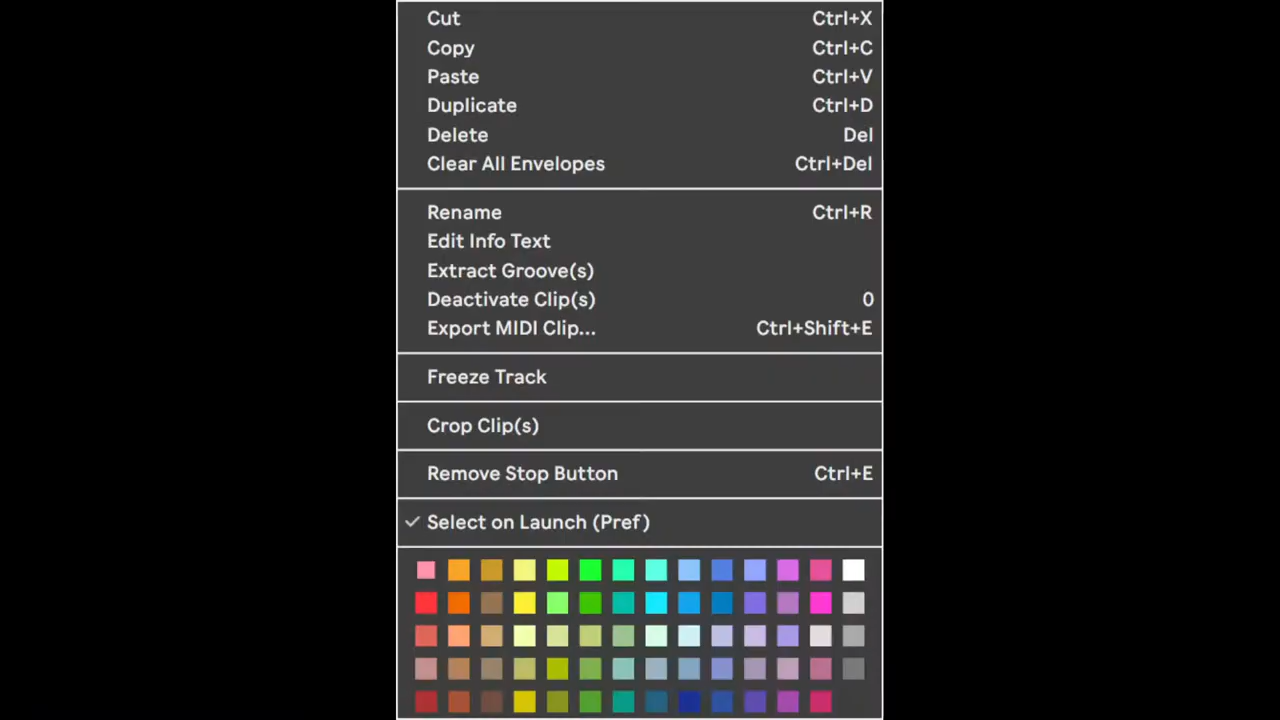 Cut Ctrl+X
Copy Ctrl+C
Paste Ctrl+V
Duplicate Ctrl+D
Delete Del
Clear All Envelopes Ctrl+Del
Rename Ctrl+R
Edit Info Text
Extract Groove(s)
Deactivate Clip(s) 0
Export MIDI Clip... Ctrl+Shift+E
Freeze Track
Crop Clip(s)
Remove Stop Button Ctrl+E
✓ Select on Launch (Pref)